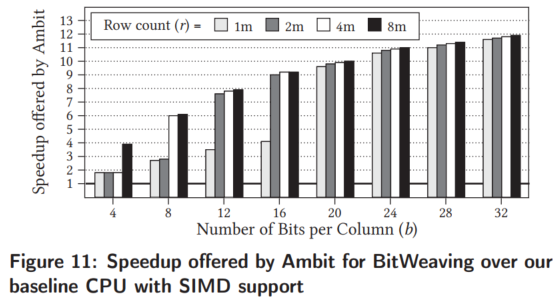 Row count (r) = 1m 2m 4m 8m
Speedup offered by Ambit
13
12
11
10
9
8
7
6
5
4
3
2
1
4 8 12 16 20 24 28 32
Number of Bits per Column (b)
Figure 11: Speedup offered by Ambit for BitWeaving over our
baseline CPU with SIMD support